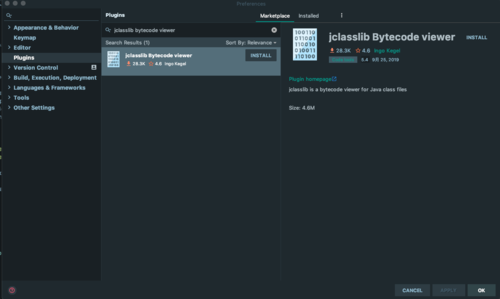 Preferences
Appearance & Behavior
Keymap
Editor
Plugins
Version Control
Build, Execution, Deployment
Languages & Frameworks
Tools
Other Settings
Plugins
Marketplace
Installed
jclasslib bytecode viewer
Search Results (1)
Sort By: Relevance
jclasslib Bytecode viewer
28.3K 4.6 Ingo Kegel
INSTALL
100110
010011
jclasslib Bytecode viewer
INSTALL
28.3K 4.6 Ingo Kegel
5.4
Plugin homepage
jclasslib is a bytecode viewer for Java class files
Size: 4.6M
CANCEL
APPLY
OK